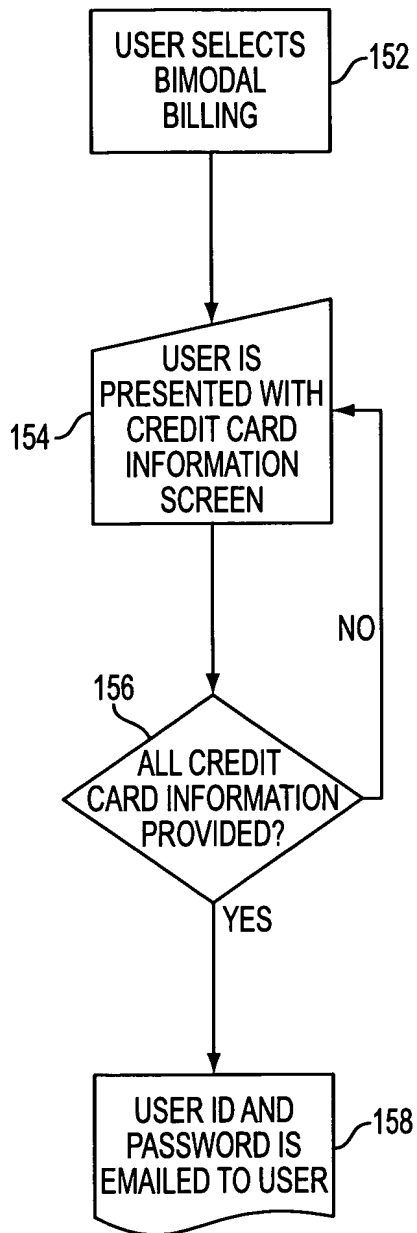 USER SELECTS
BIMODAL
BILLING
152
USER IS
PRESENTED WITH
CREDIT CARD
INFORMATION
SCREEN
154
NO
156
ALL CREDIT
CARD INFORMATION
PROVIDED?
YES
USER ID AND
PASSWORD IS
EMAILED TO USER
158